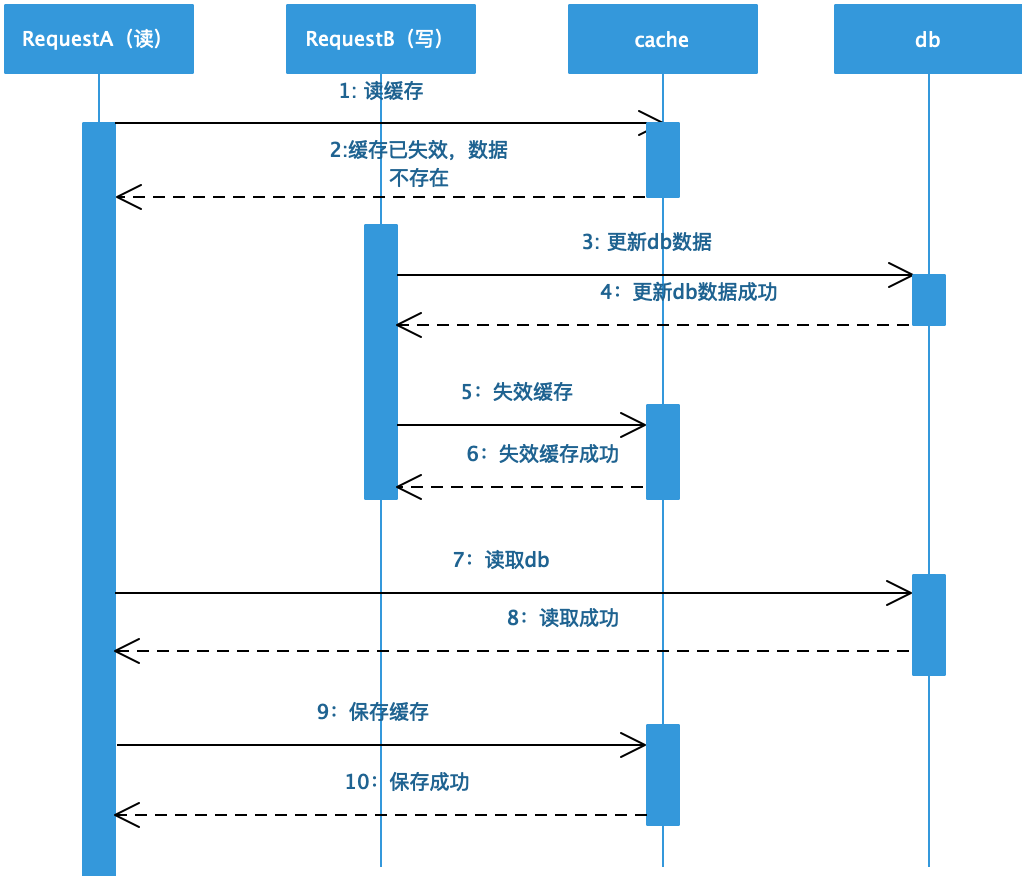 RequestA（读）
RequestB（写）
cache
db
1: 读缓存
2:缓存已失效，数据
不存在
3: 更新db数据
4：更新db数据成功
5：失效缓存
6：失效缓存成功
7：读取db
8：读取成功
9：保存缓存
10：保存成功